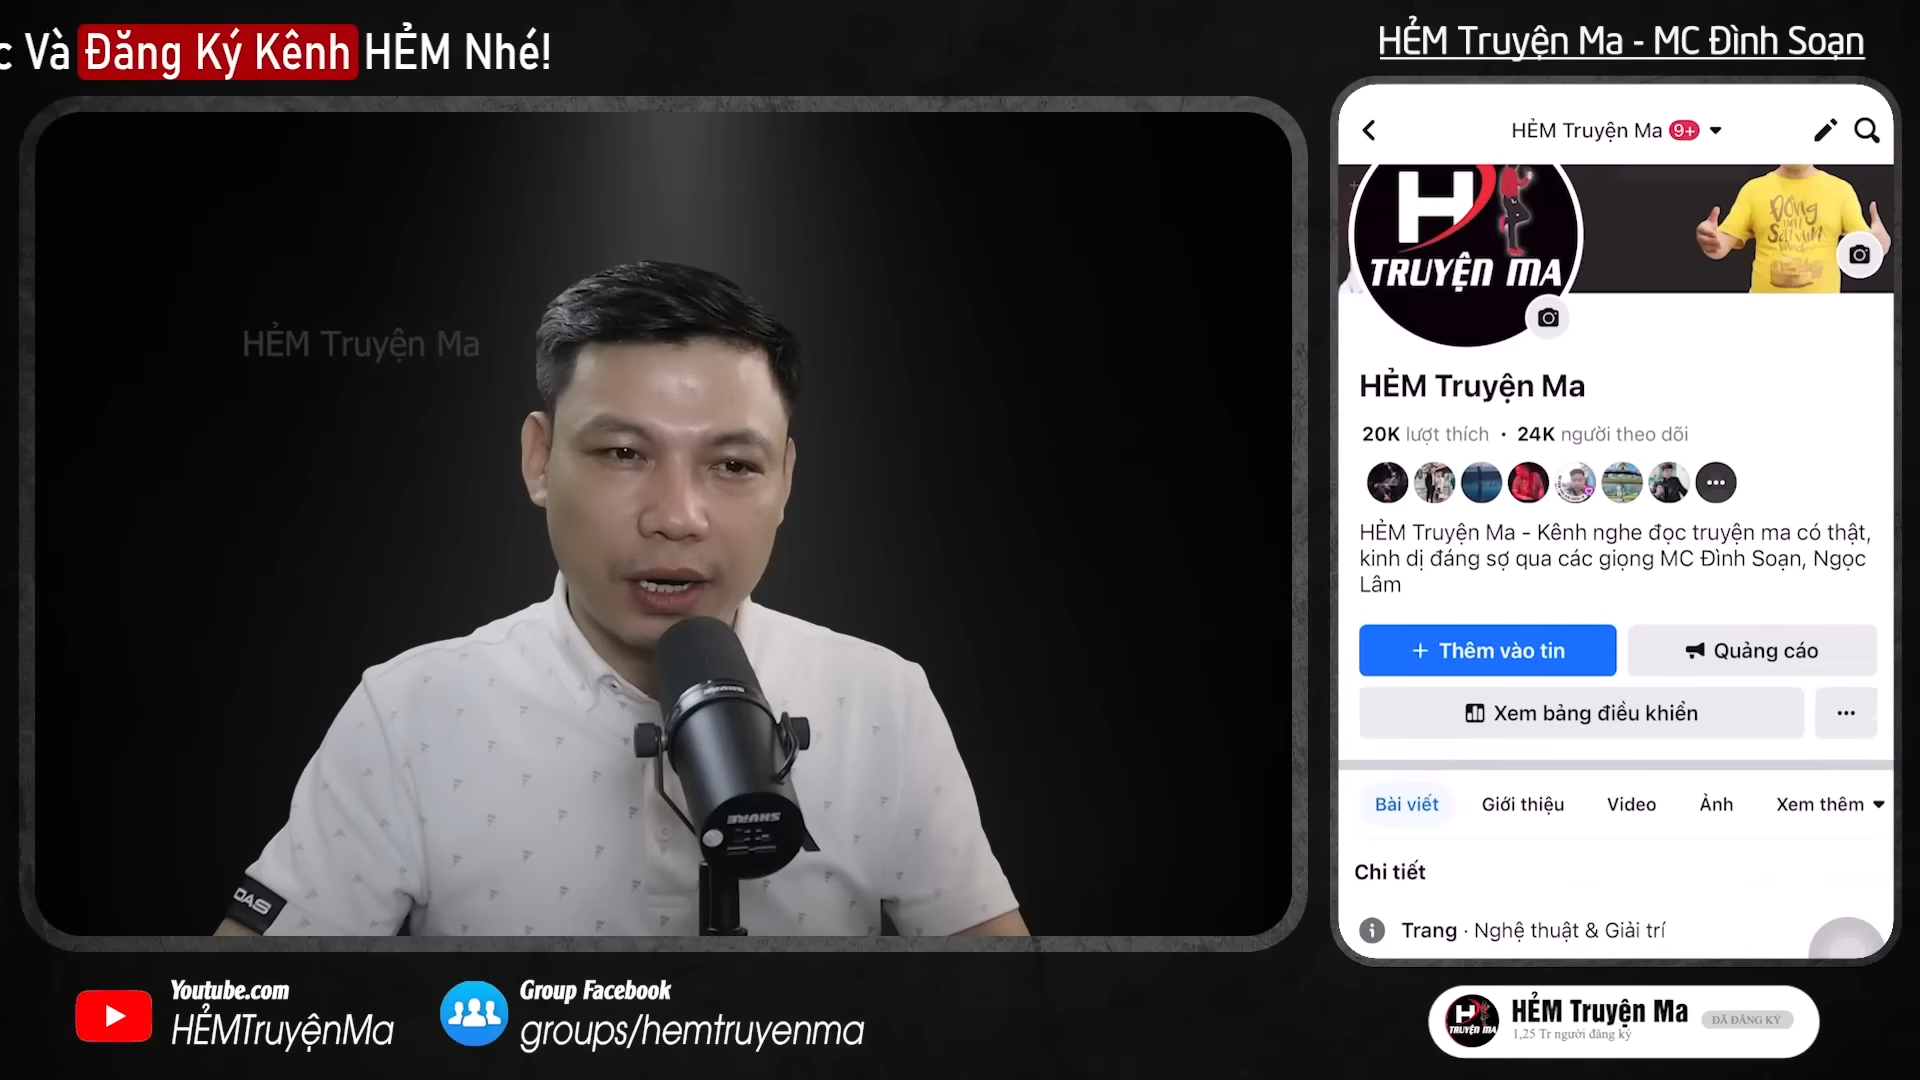 c Và Đăng Ký Kênh HẺM Nhé!
HẺM Truyện Ma - MC Đình Soạn
HẺM Truyện Ma 9+
H
TRUYỆN MA
Đồng
HẺM Truyện Ma
HẺM Truyện Ma
20K lượt thích · 24K người theo dõi
HẺM Truyện Ma - Kênh nghe đọc truyện ma có thật,
kinh dị đáng sợ qua các giọng MC Đình Soạn, Ngọc
Lâm
+ Thêm vào tin
Quảng cáo
Xem bảng điều khiển
Bài viết
Giới thiệu
Video
Ảnh
Xem thêm
Chi tiết
Trang · Nghệ thuật & Giải trí
SHURE
SHURE
DAS
Youtube.com
HẺMTruyệnMa
Group Facebook
groups/hemtruyenma
H
TRUYỆN MA
HẺM Truyện Ma
1,25 Tr người đăng ký
ĐÃ ĐĂNG KÝ